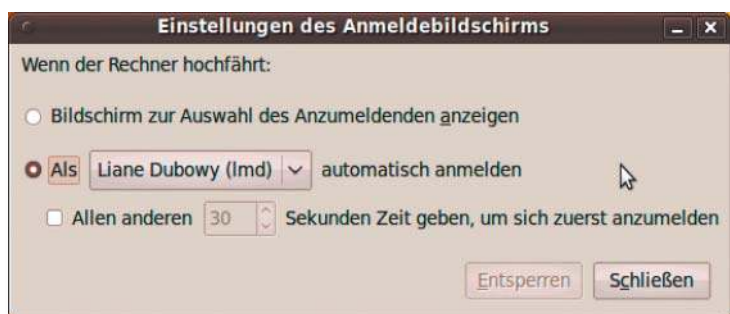 Einstellungen des Anmeldebildschirms
Wenn der Rechner hochfährt:
Bildschirm zur Auswahl des Anzumeldenden anzeigen
Als Liane Dubowy (lmd) automatisch anmelden
Allen anderen 30 Sekunden Zeit geben, um sich zuerst anzumelden
Entsperren Schließen